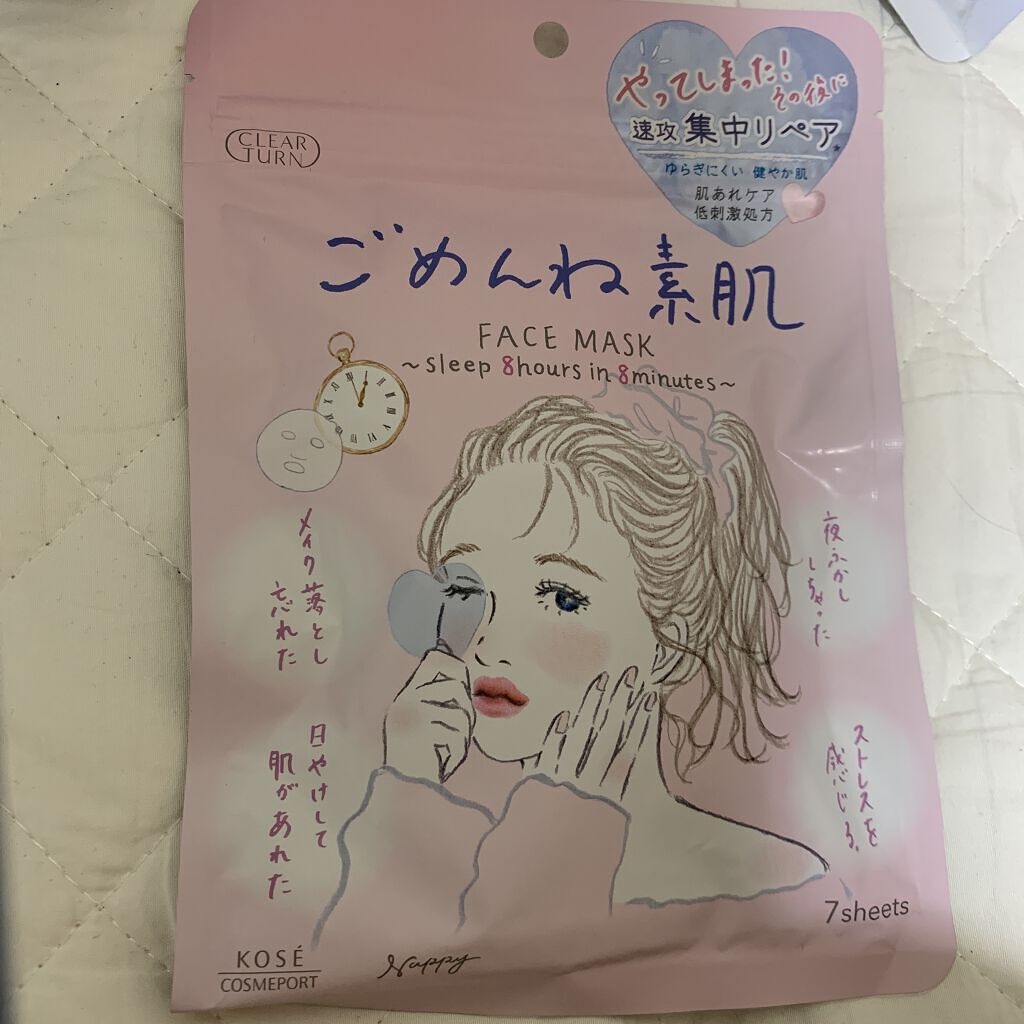 CLEAR
TURN
やってしまった!
その後に
速攻 集中リペア*
ゆらぎにくい 健やか肌
肌あれケア
低刺激処方
ごめんね素肌
FACE MASK
~sleep 8hours in 8minutes~
メイク落とし
忘れた
夜ふかし
しちゃった
日やけして
肌があれた
ストレスを
感じる。
7sheets
KOSÉ
COSMEPORT
Nappy